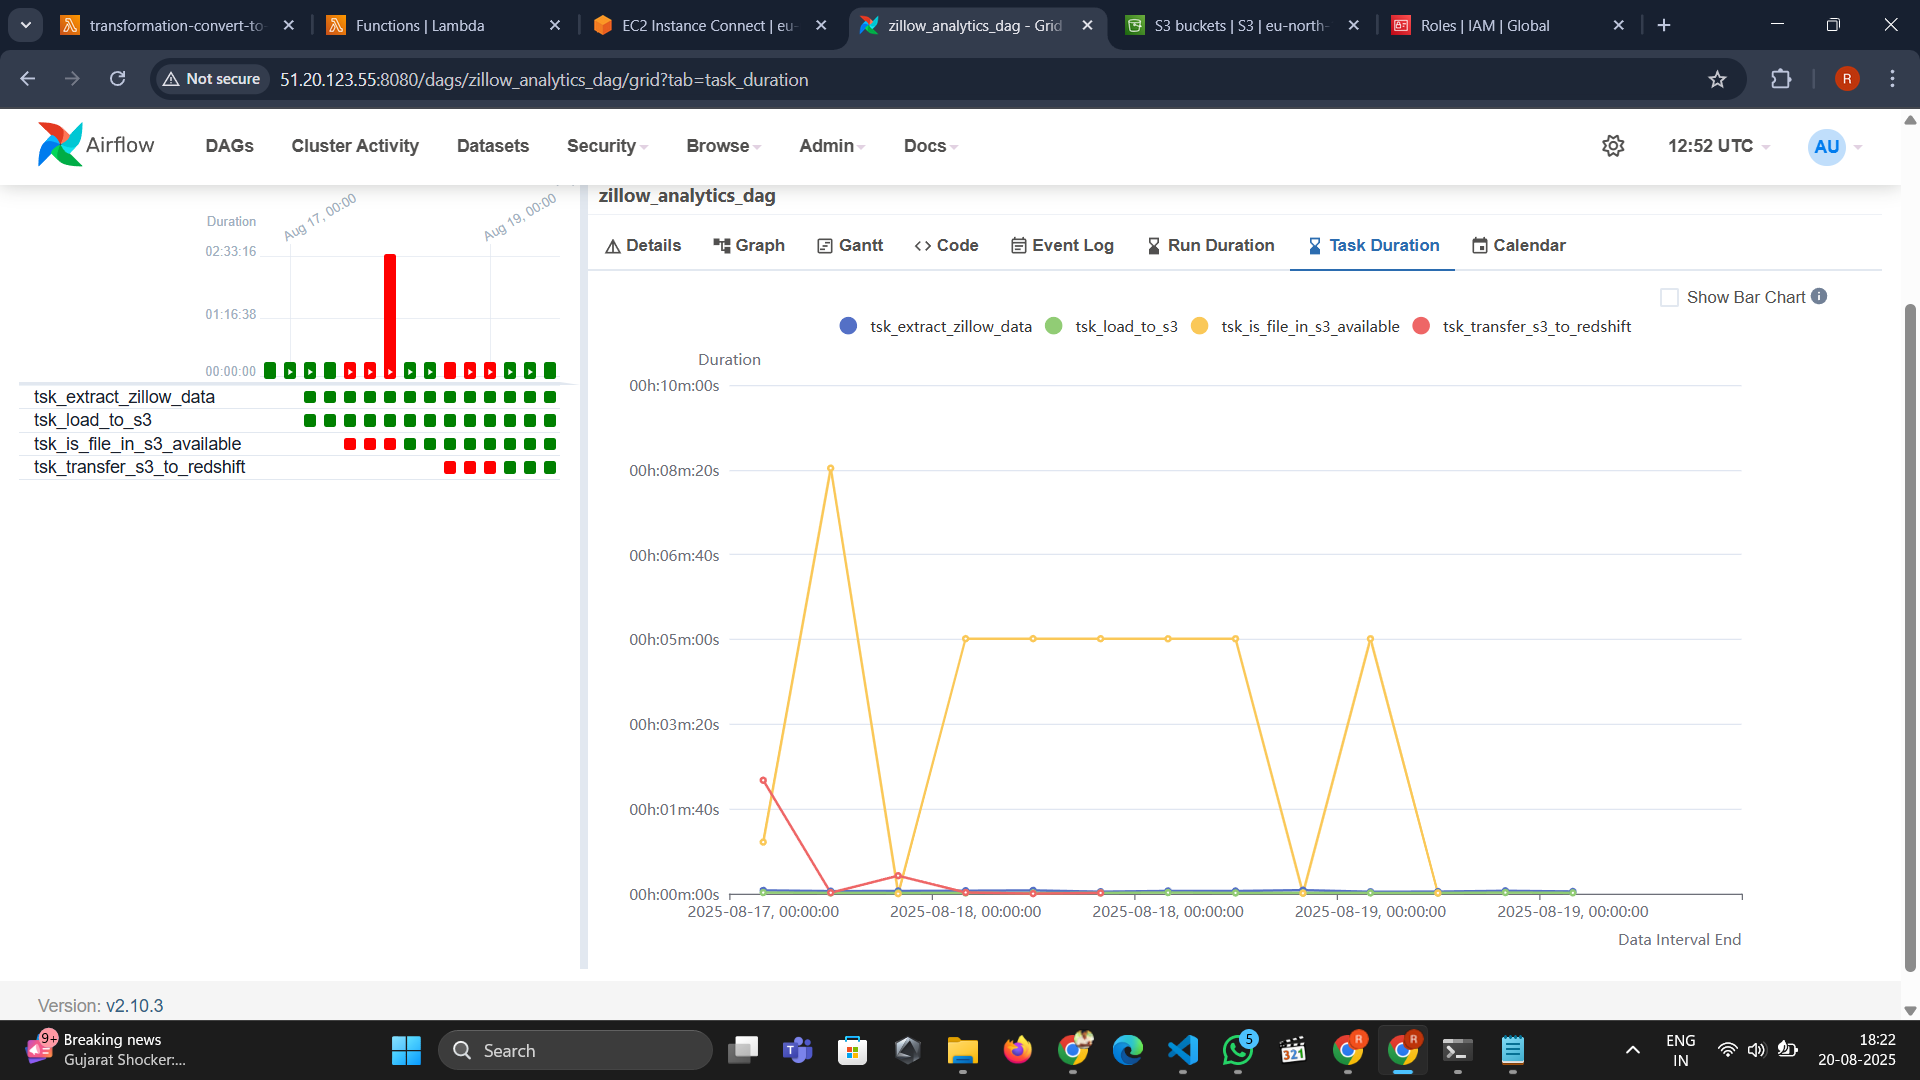 transformation-convert-to-
Functions | Lambda
EC2 Instance Connect | eu-
zillow_analytics_dag - Grid
S3 buckets | S3 | eu-north-
Roles | IAM | Global
Not secure
51.20.123.55:8080/dags/zillow_analytics_dag/grid?tab=task_duration
R
Airflow
DAGs
Cluster Activity
Datasets
Security
Browse
Admin
Docs
12:52 UTC
AU
zillow_analytics_dag
Duration
Aug 17, 00:00
Aug 19, 00:00
02:33:16
01:16:38
00:00:00
tsk_extract_zillow_data
tsk_load_to_s3
tsk_is_file_in_s3_available
tsk_transfer_s3_to_redshift
Details
Graph
Gantt
Code
Event Log
Run Duration
Task Duration
Calendar
Show Bar Chart
tsk_extract_zillow_data
tsk_load_to_s3
tsk_is_file_in_s3_available
tsk_transfer_s3_to_redshift
Duration
00h:10m:00s
00h:08m:20s
00h:06m:40s
00h:05m:00s
00h:03m:20s
00h:01m:40s
00h:00m:00s
2025-08-17, 00:00:00
2025-08-18, 00:00:00
2025-08-18, 00:00:00
2025-08-19, 00:00:00
2025-08-19, 00:00:00
Data Interval End
Version: v2.10.3
9+
Breaking news
Gujarat Shocker:...
Search
5
321
R
R
ENG
IN
18:22
20-08-2025